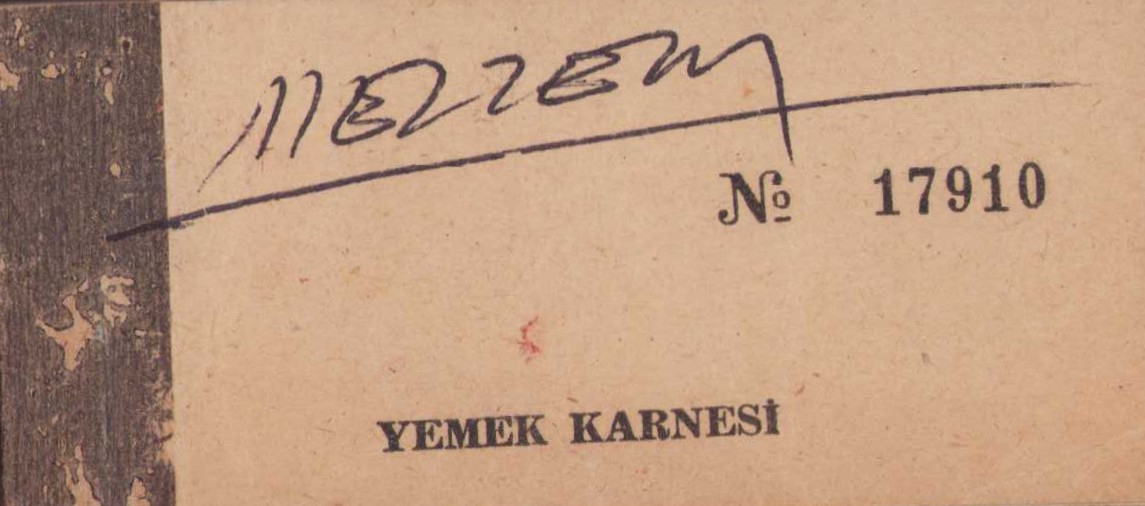 № 17910
YEMEK KARNESİ